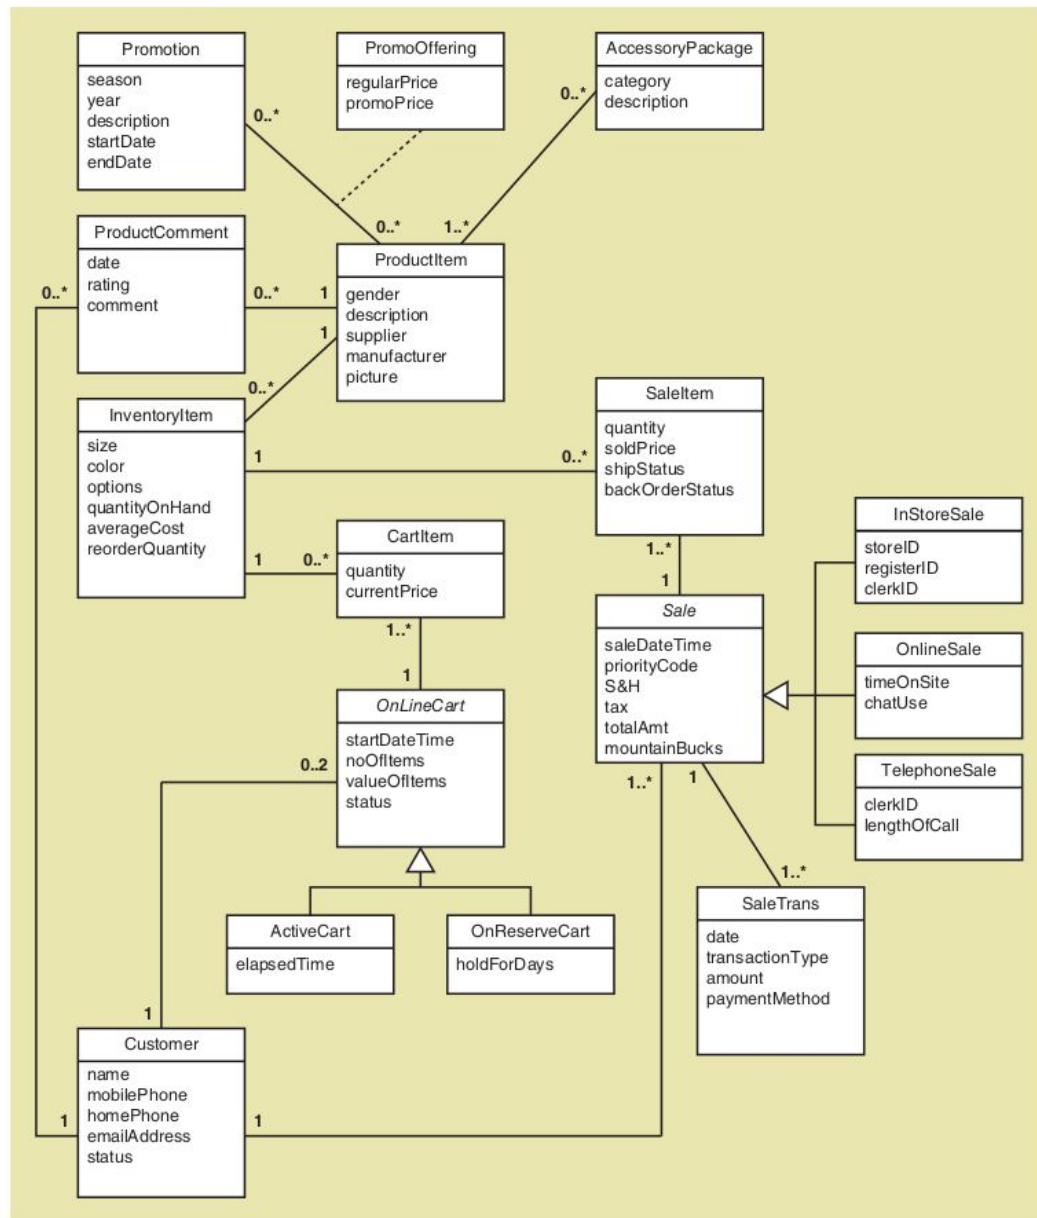 Promotion
season
year
description
startDate
endDate
PromoOffering
regularPrice
promoPrice
AccessoryPackage
category
description
0..*
0..*
0..*
1..*
ProductComment
date
rating
comment
ProductItem
gender
description
supplier
manufacturer
picture
0..*
0..*
1
1
0..*
InventoryItem
size
color
options
quantityOnHand
averageCost
reorderQuantity
SaleItem
quantity
soldPrice
shipStatus
backOrderStatus
1
0..*
1
0..*
CartItem
quantity
currentPrice
1..*
1
1..*
1
InStoreSale
storeID
registerID
clerkID
Sale
saleDateTime
priorityCode
S&H
tax
totalAmt
mountainBucks
OnlineSale
timeOnSite
chatUse
OnLineCart
startDateTime
noOfItems
valueOfItems
status
0..2
1..*
1
TelephoneSale
clerkID
lengthOfCall
1..*
ActiveCart
elapsedTime
OnReserveCart
holdForDays
SaleTrans
date
transactionType
amount
paymentMethod
1
Customer
name
mobilePhone
homePhone
emailAddress
status
1
1